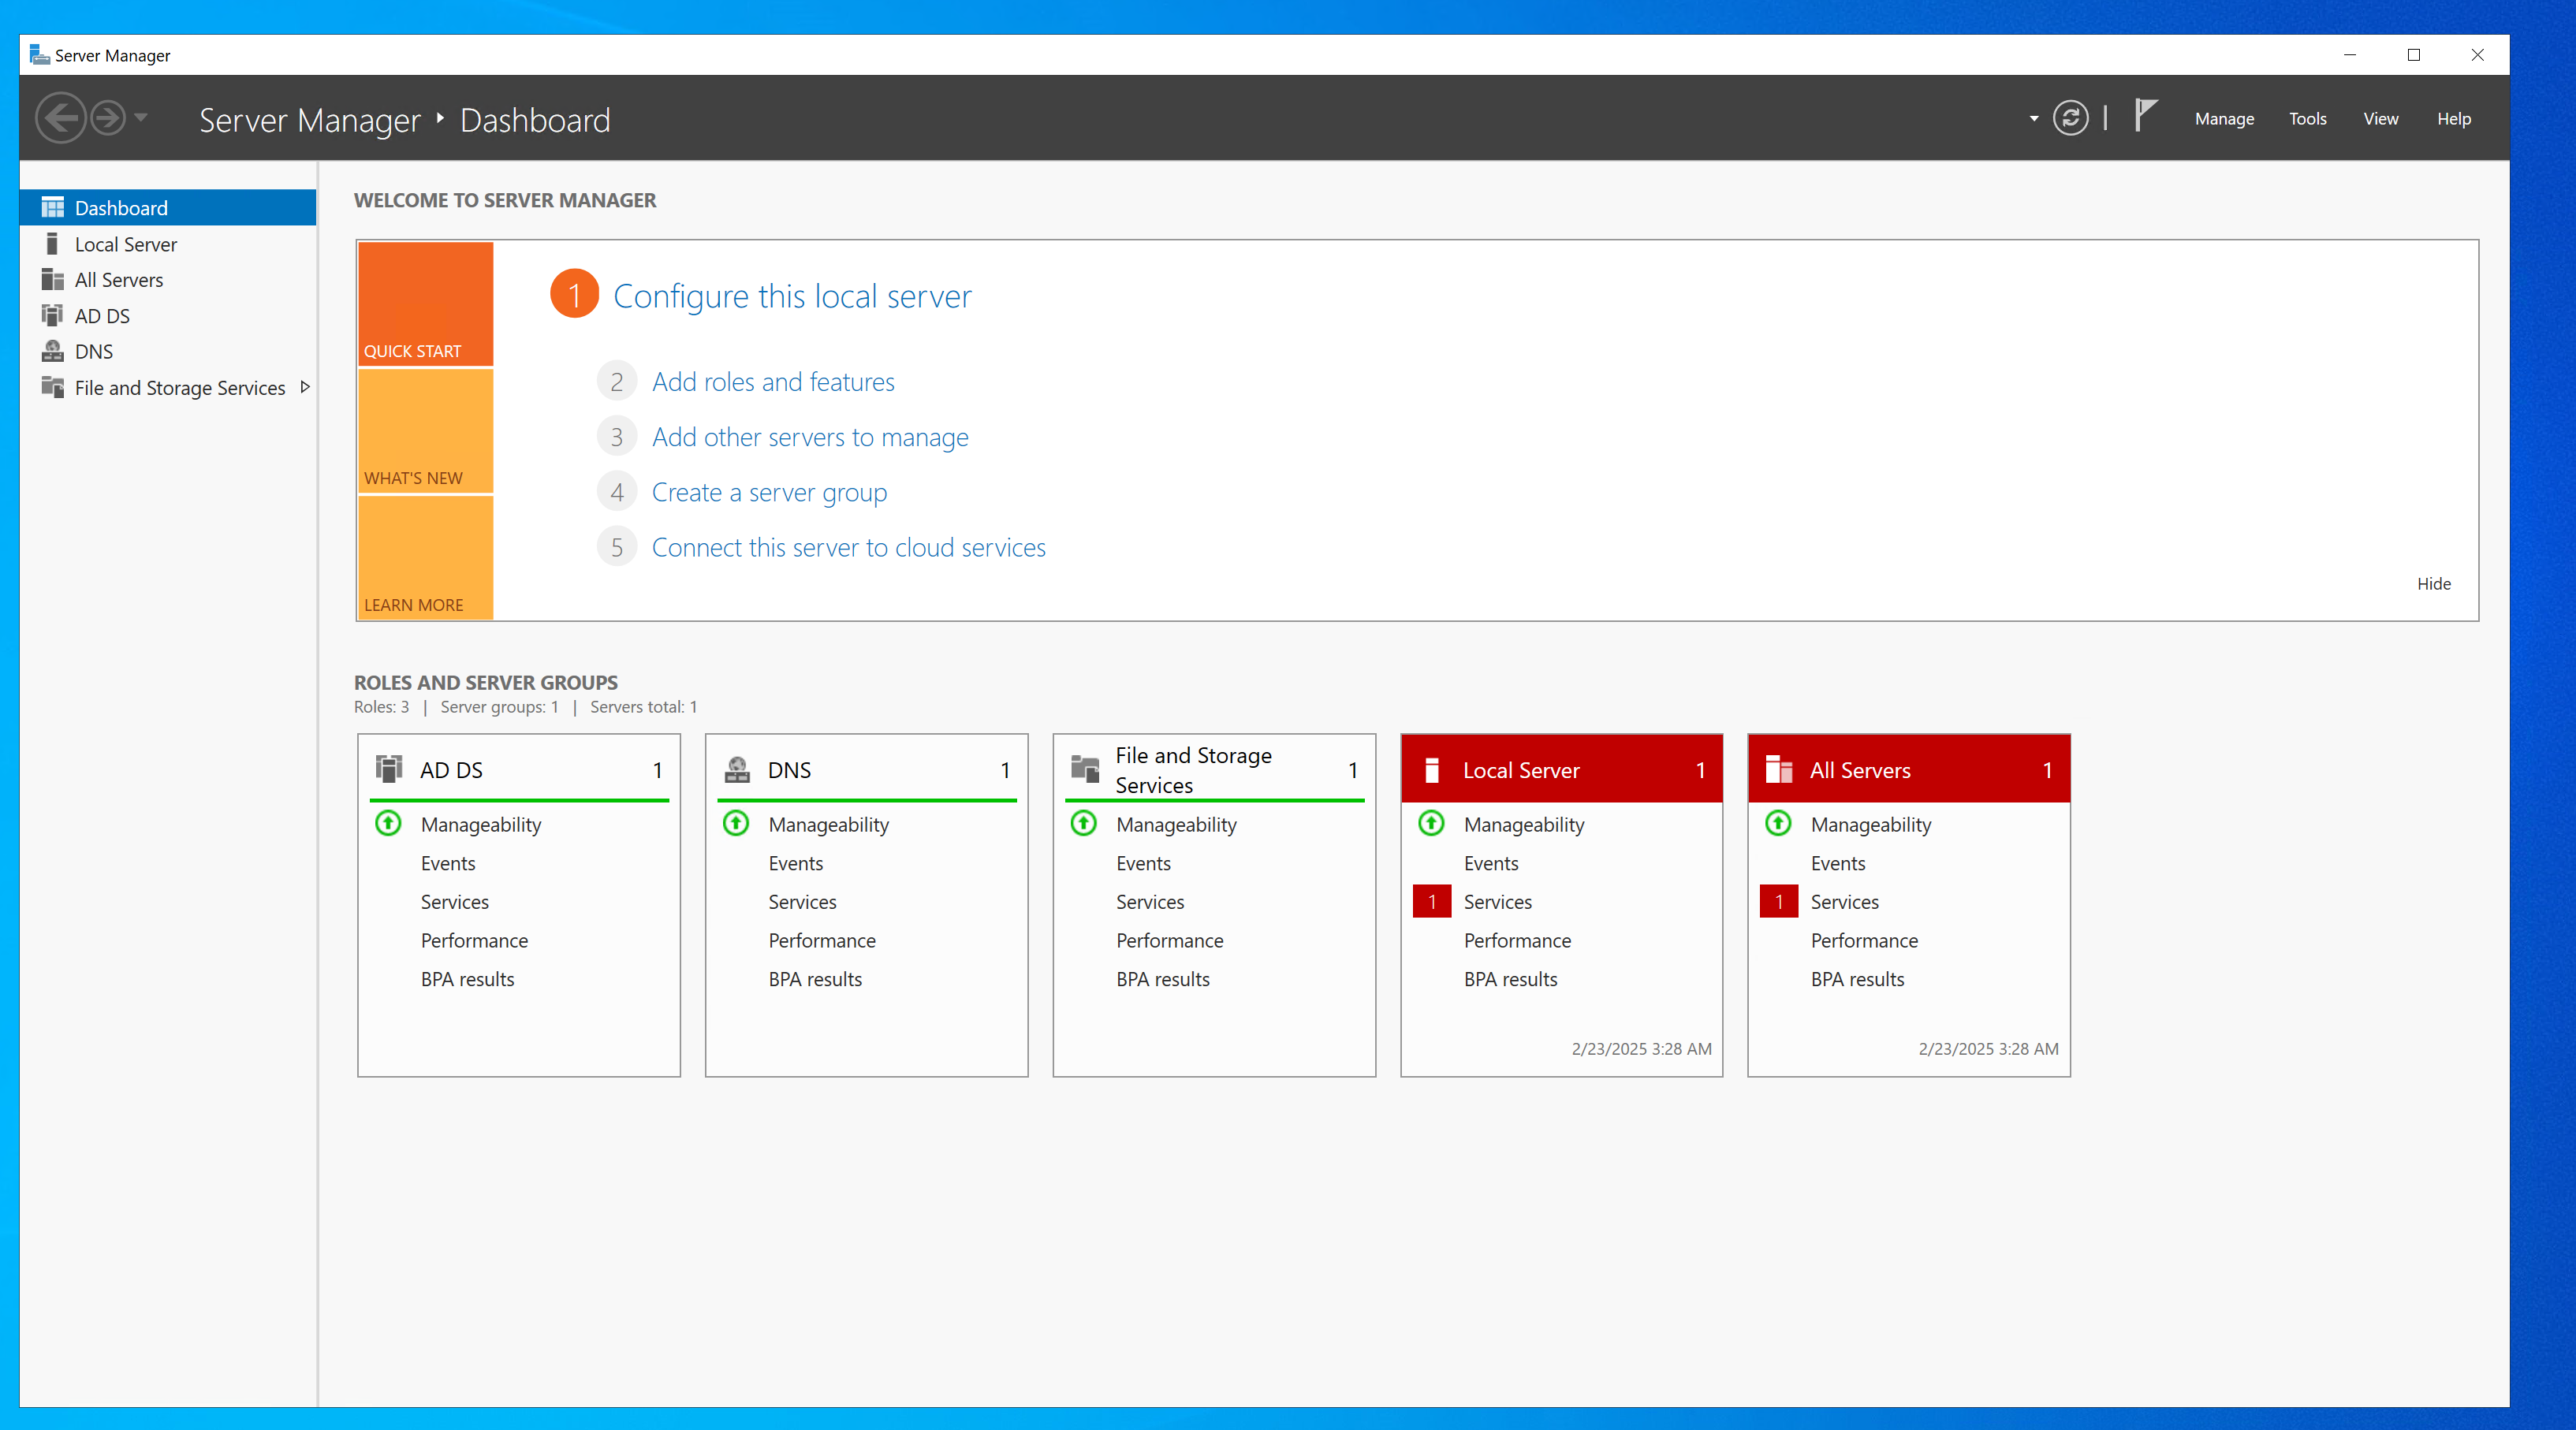 Server Manager
Server Manager ‣ Dashboard
Manage Tools View Help
Dashboard
Local Server
All Servers
AD DS
DNS
File and Storage Services
WELCOME TO SERVER MANAGER
QUICK START
WHAT'S NEW
LEARN MORE
1 Configure this local server
2 Add roles and features
3 Add other servers to manage
4 Create a server group
5 Connect this server to cloud services
Hide
ROLES AND SERVER GROUPS
Roles: 3 | Server groups: 1 | Servers total: 1
AD DS 1
Manageability
Events
Services
Performance
BPA results
DNS 1
Manageability
Events
Services
Performance
BPA results
File and Storage
Services 1
Manageability
Events
Services
Performance
BPA results
Local Server 1
Manageability
Events
1 Services
Performance
BPA results
2/23/2025 3:28 AM
All Servers 1
Manageability
Events
1 Services
Performance
BPA results
2/23/2025 3:28 AM